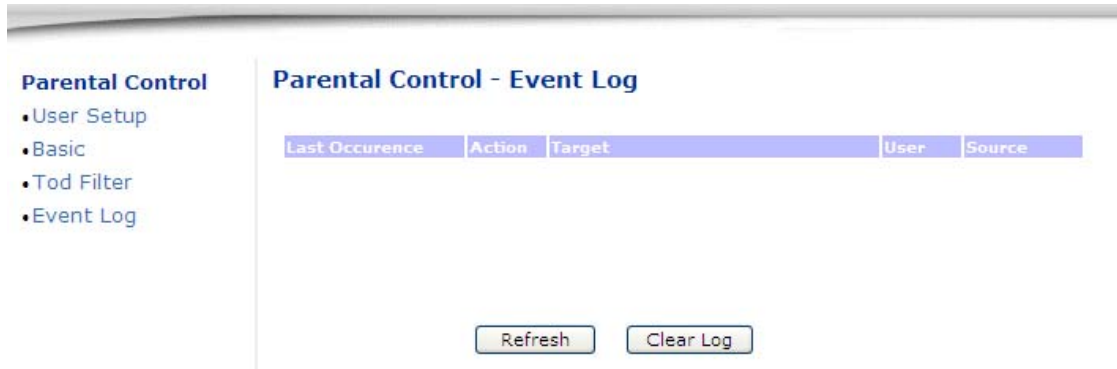 Parental Control
User Setup
Basic
Tod Filter
Event Log
Parental Control - Event Log
Last Occurence Action Target User Source
Refresh Clear Log